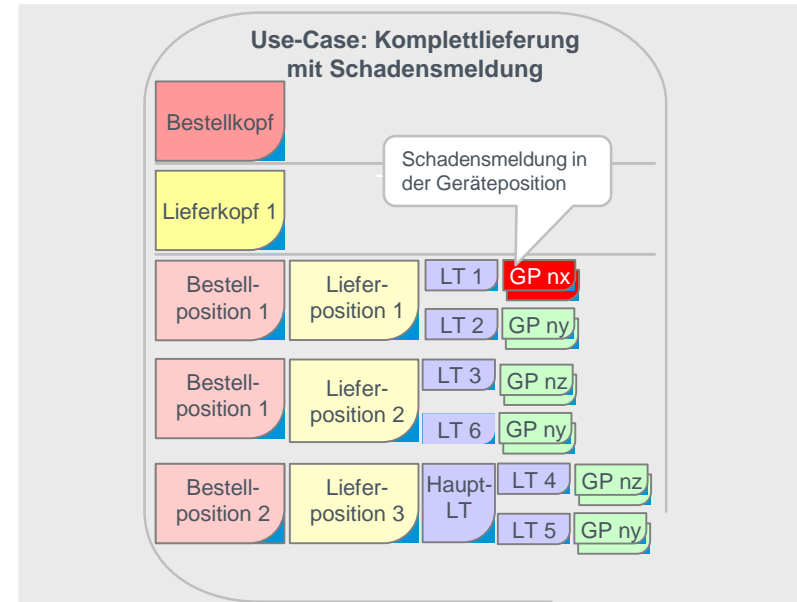 Use-Case: Komplettlieferung
mit Schadensmeldung
Bestellkopf
Schadensmeldung in
der Geräteposition
Lieferkopf 1
Bestell-
position 1
Liefer-
position 1
LT 1
GP nx
LT 2
GP ny
Bestell-
position 1
Liefer-
position 2
LT 3
GP nz
LT 6
GP ny
Bestell-
position 2
Liefer-
position 3
Haupt-
LT
LT 4
GP nz
LT 5
GP ny